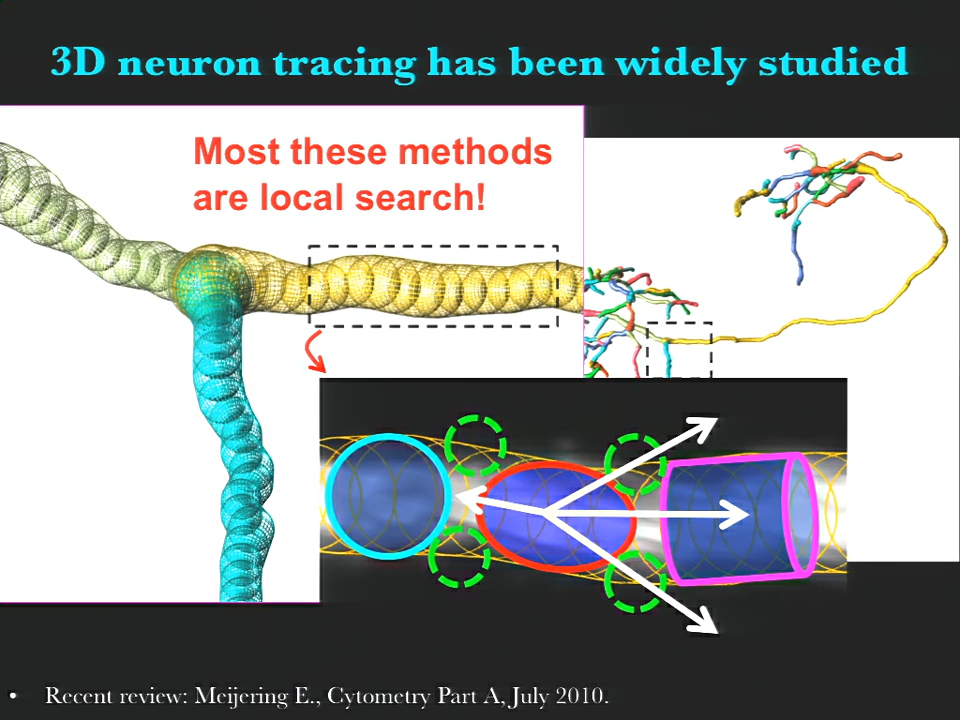 3D neuron tracing has been widely studied
Most these methods
are local search!
• Recent review: Meijering E., Cytometry Part A, July 2010.